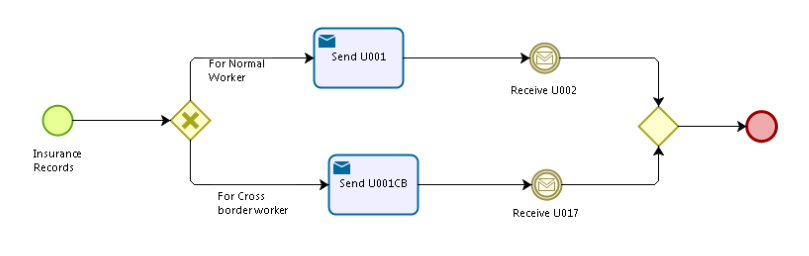 For Normal
Worker
Send U001
Receive U002
Insurance
Records
For Cross
border worker
Send U001CB
Receive U017